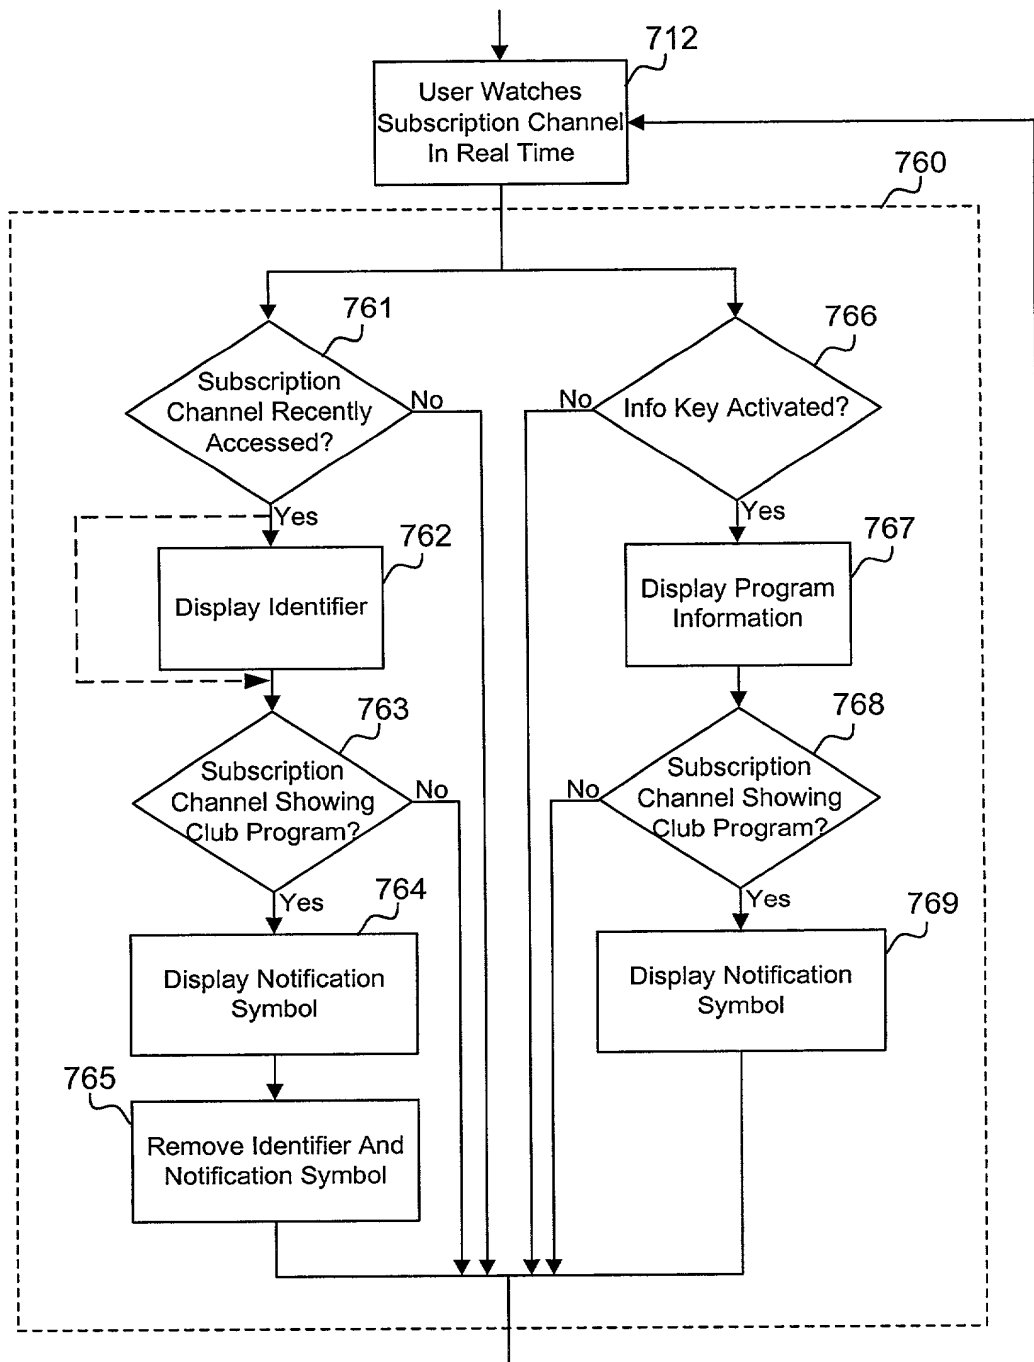 712
User Watches
Subscription Channel
In Real Time
760
761
Subscription
Channel Recently
Accessed?
No
Yes
766
Info Key Activated?
No
Yes
762
Display Identifier
767
Display Program
Information
763
Subscription
Channel Showing
Club Program?
No
Yes
768
Subscription
Channel Showing
Club Program?
No
Yes
764
Display Notification
Symbol
769
Display Notification
Symbol
765
Remove Identifier And
Notification Symbol